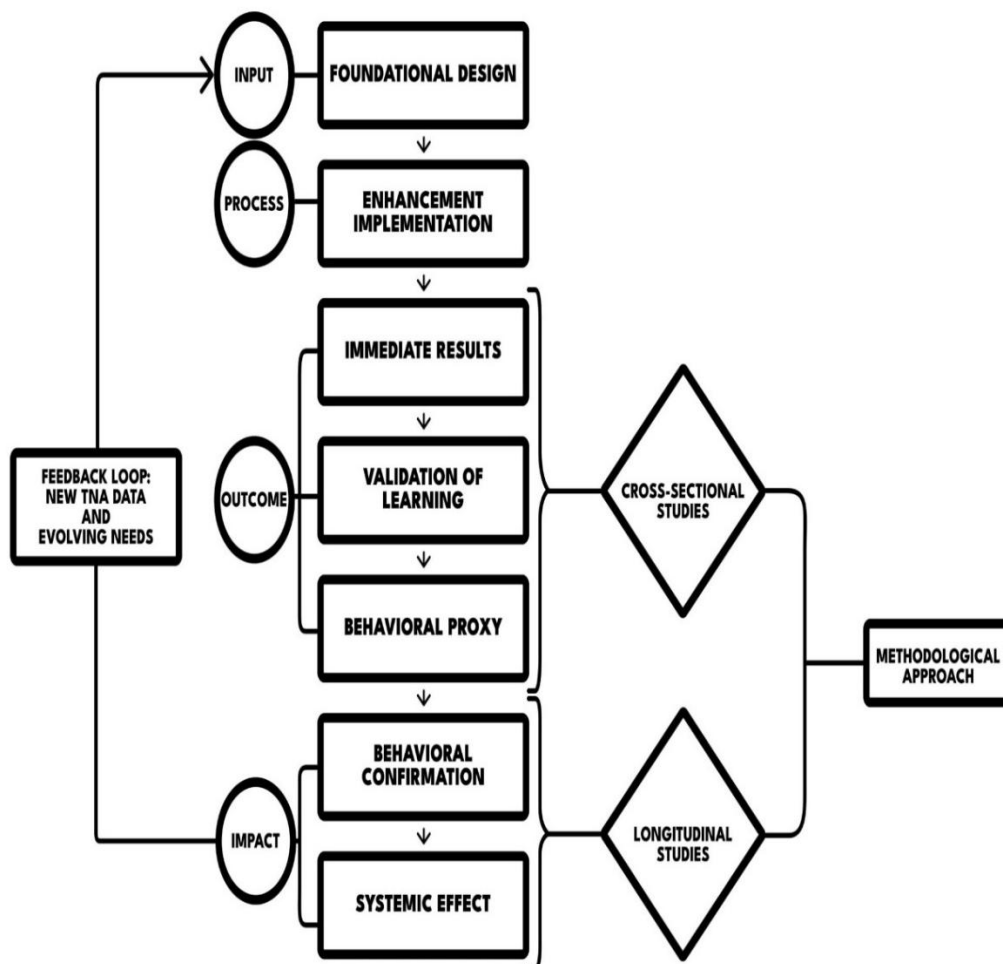 INPUT
FOUNDATIONAL DESIGN
PROCESS
ENHANCEMENT
IMPLEMENTATION
IMMEDIATE RESULTS
FEEDBACK LOOP:
NEW TNA DATA
AND
EVOLVING NEEDS
OUTCOME
VALIDATION OF
LEARNING
CROSS-SECTIONAL
STUDIES
BEHAVIORAL PROXY
METHODOLOGICAL
APPROACH
BEHAVIORAL
CONFIRMATION
IMPACT
LONGITUDINAL
STUDIES
SYSTEMIC EFFECT